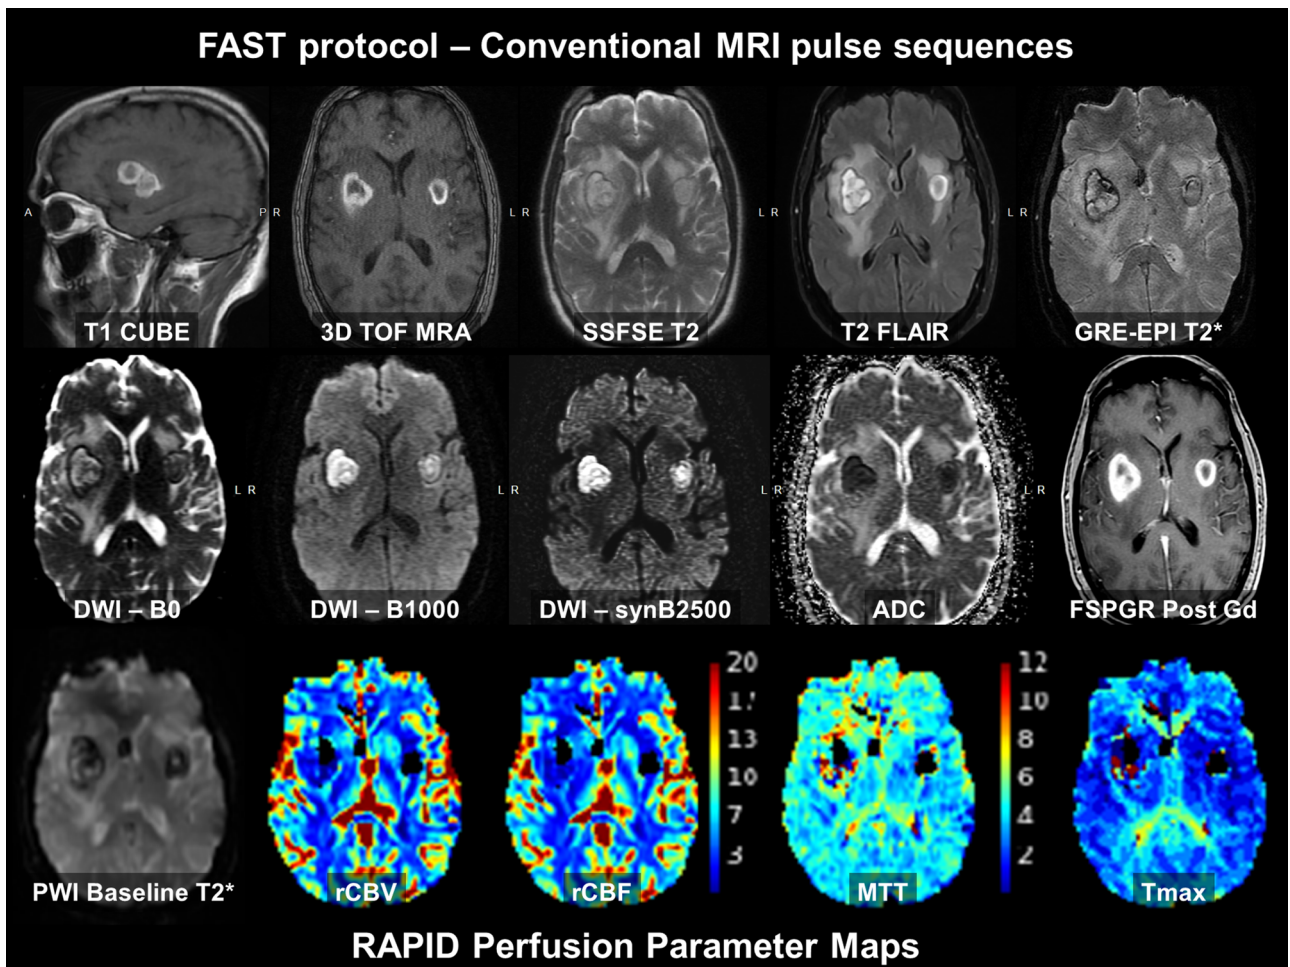 FAST protocol – Conventional MRI pulse sequences
A
P R
L R
L R
L R
T1 CUBE
3D TOF MRA
SSFSE T2
T2 FLAIR
GRE-EPI T2*
L R
L R
L R
L R
DWI – B0
DWI – B1000
DWI – synB2500
ADC
FSPGR Post Gd
20
13
10
7
3
12
10
8
6
4
2
PWI Baseline T2*
rCBV
rCBF
MTT
Tmax
RAPID Perfusion Parameter Maps